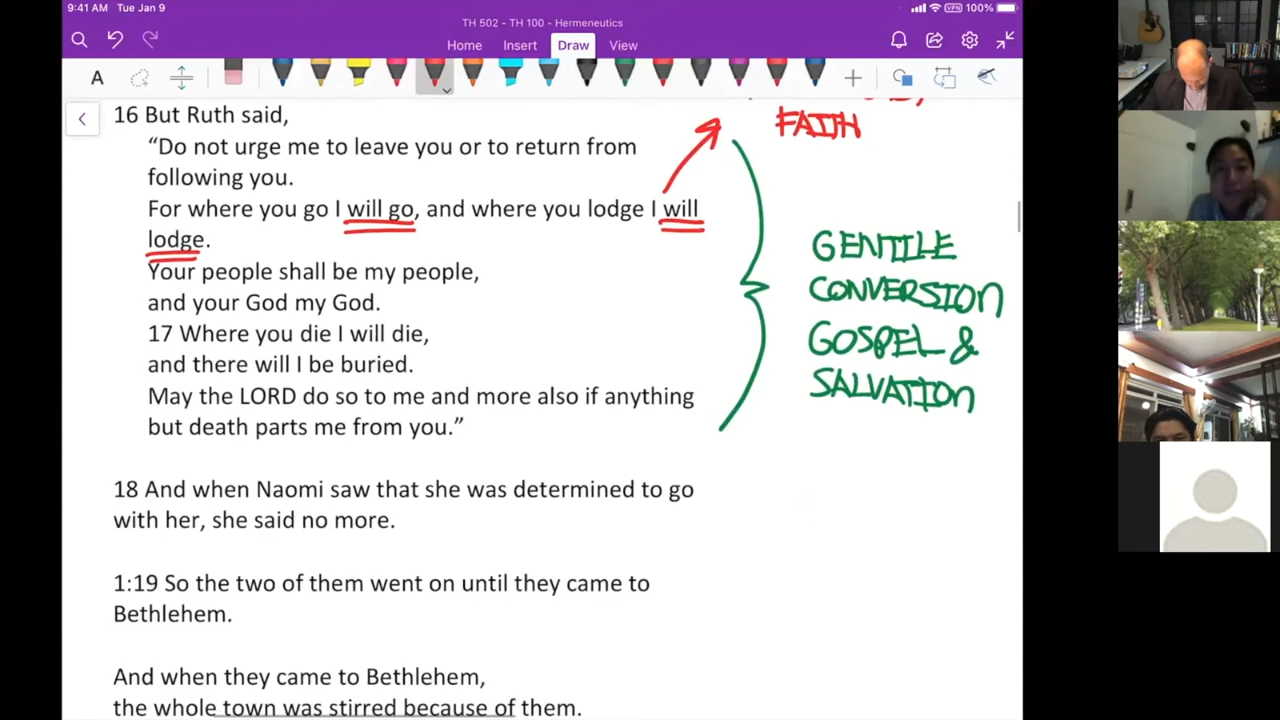 9:41 AM Tue Jan 9
VPN 100%
TH 502 - TH 100 - Hermeneutics
Home Insert Draw View
A
16 But Ruth said,
FAITH
“Do not urge me to leave you or to return from
following you.
For where you go I will go, and where you lodge I will
lodge.
Your people shall be my people,
and your God my God.
17 Where you die I will die,
and there will I be buried.
May the LORD do so to me and more also if anything
but death parts me from you.”
GENTILE
CONVERSION
GOSPEL &
SALVATION
18 And when Naomi saw that she was determined to go
with her, she said no more.
1:19 So the two of them went on until they came to
Bethlehem.
And when they came to Bethlehem,
the whole town was stirred because of them.